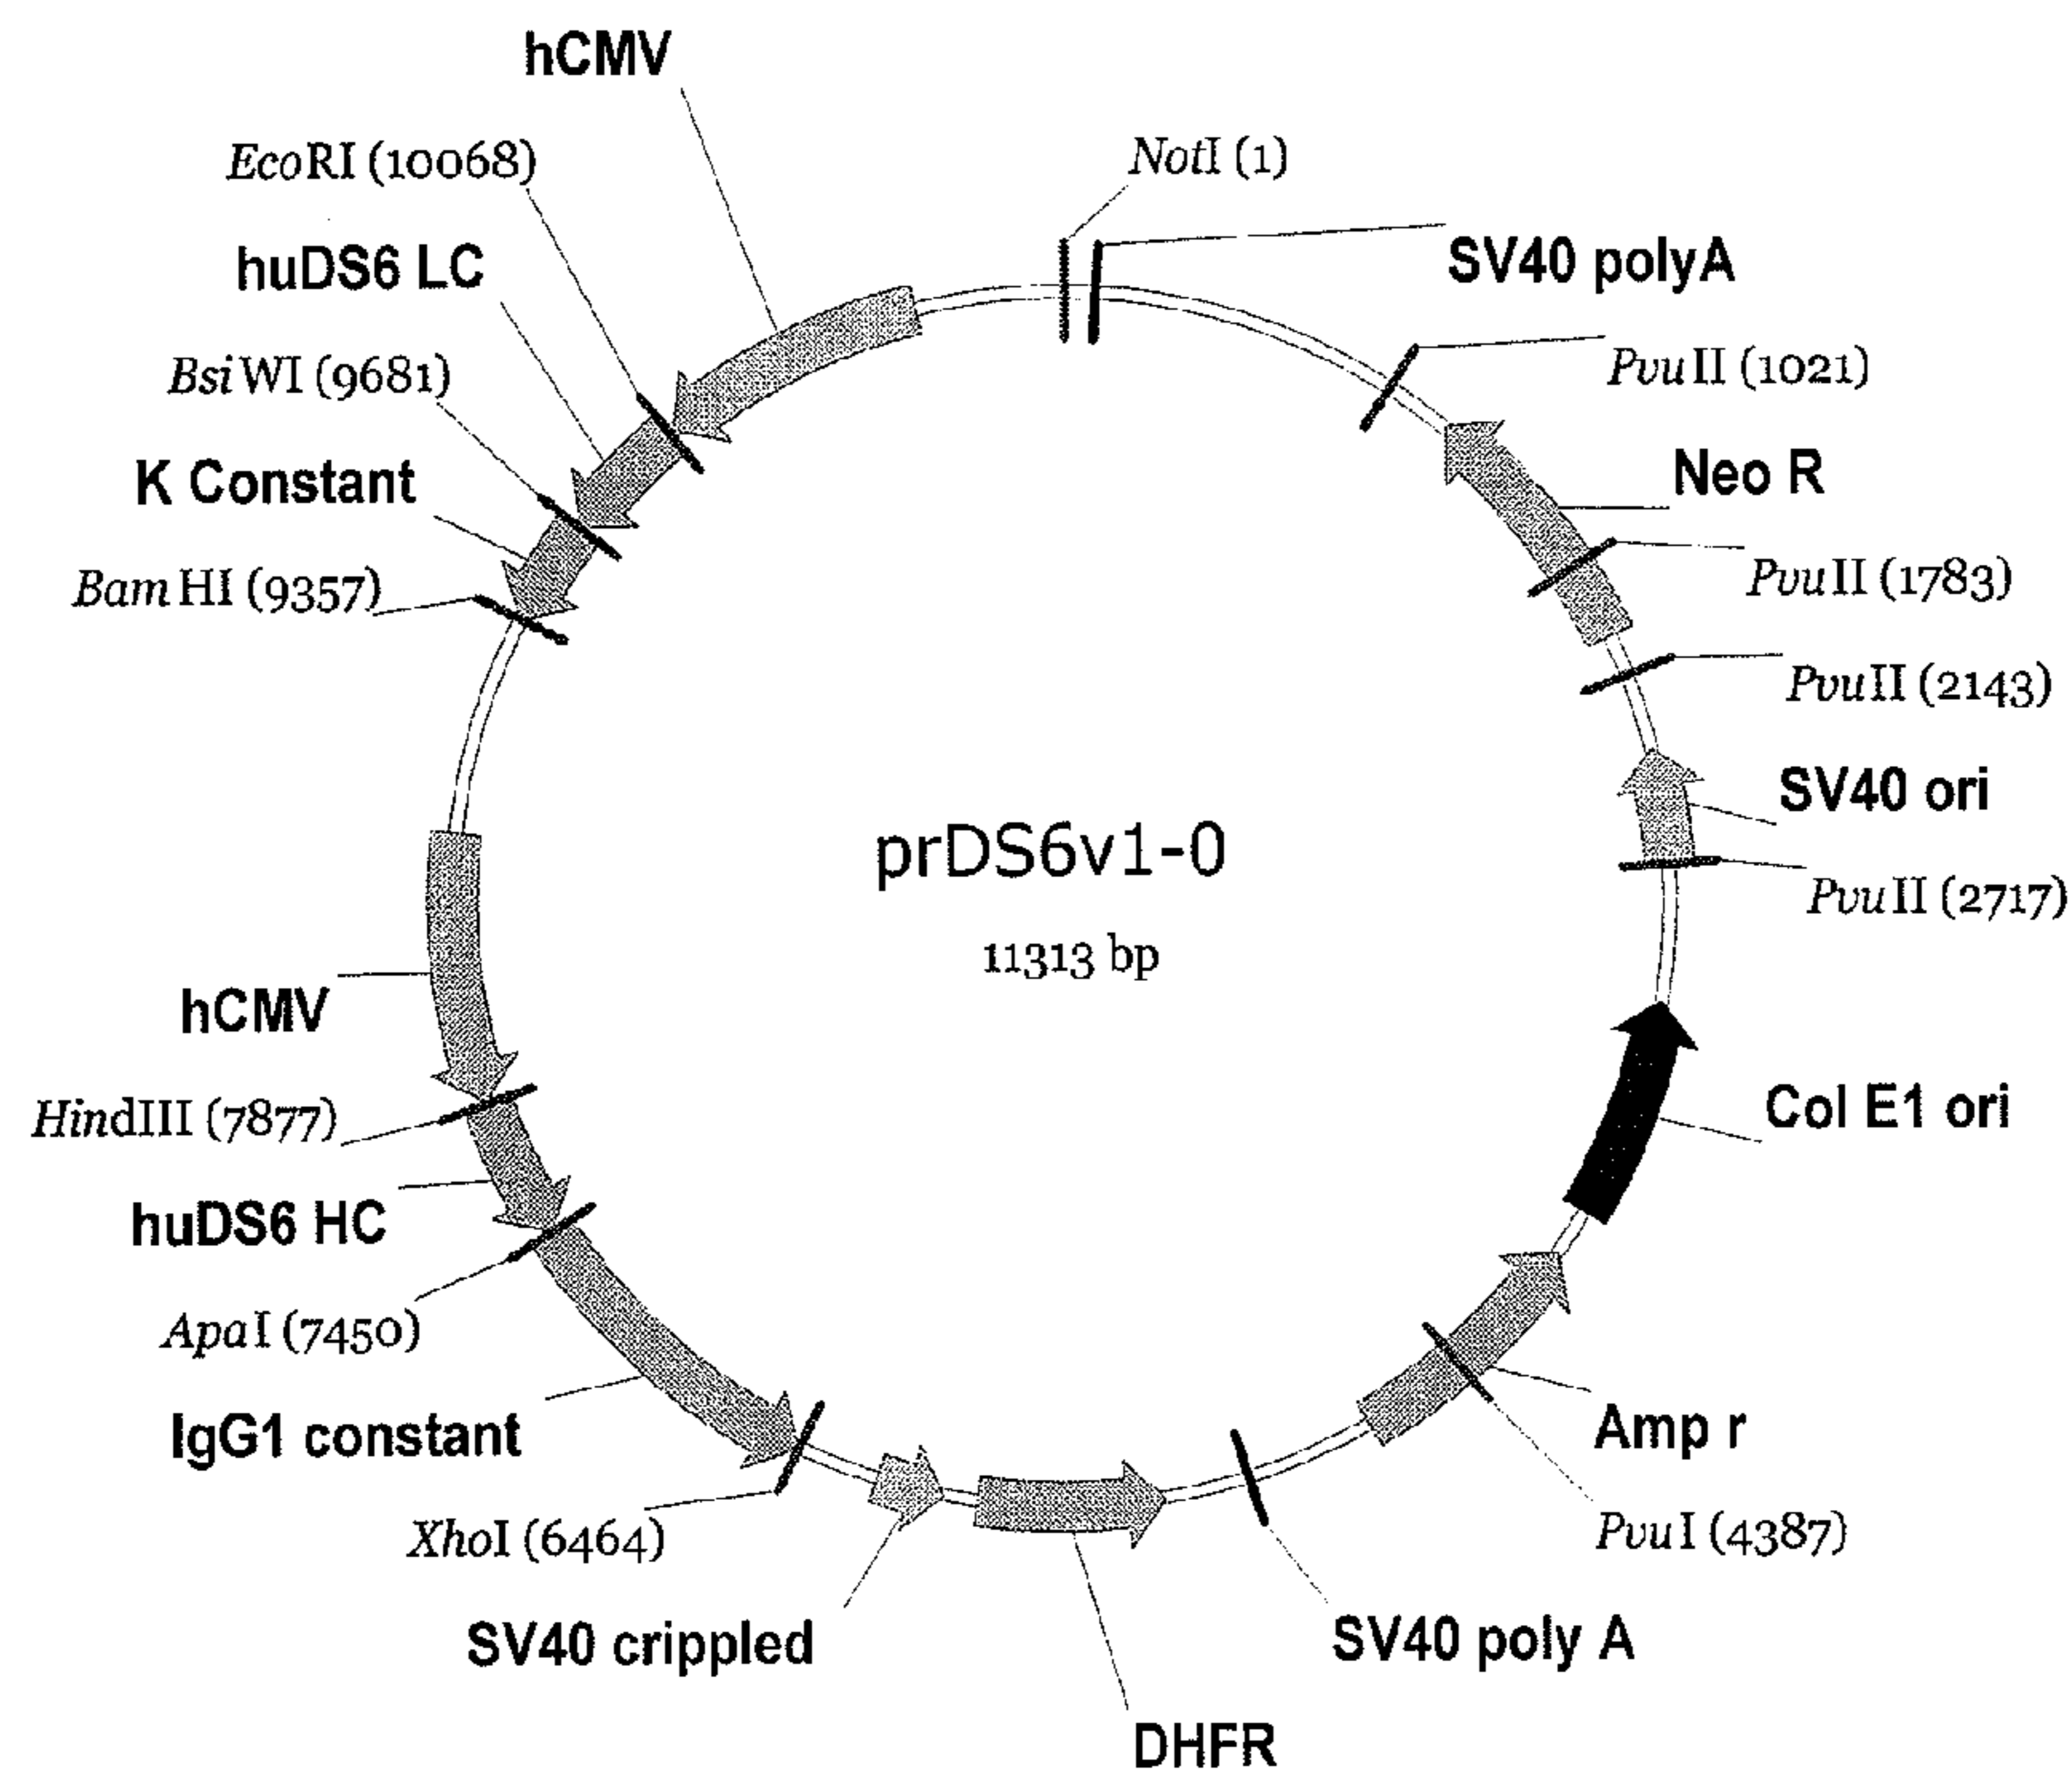 hCMV
NotI (1)
EcoRI (10068)
SV40 polyA
huDS6 LC
PvuII (1021)
BsiWI (9681)
Neo R
K Constant
PvuII (1783)
BamHI (9357)
PvuII (2143)
SV40 ori
prDS6v1-0
PvuII (2717)
11313 bp
hCMV
Col E1 ori
HindIII (7877)
huDS6 HC
ApaI (7450)
IgG1 constant
Amp r
XhoI (6464)
PvuI (4387)
SV40 crippled
SV40 poly A
DHFR